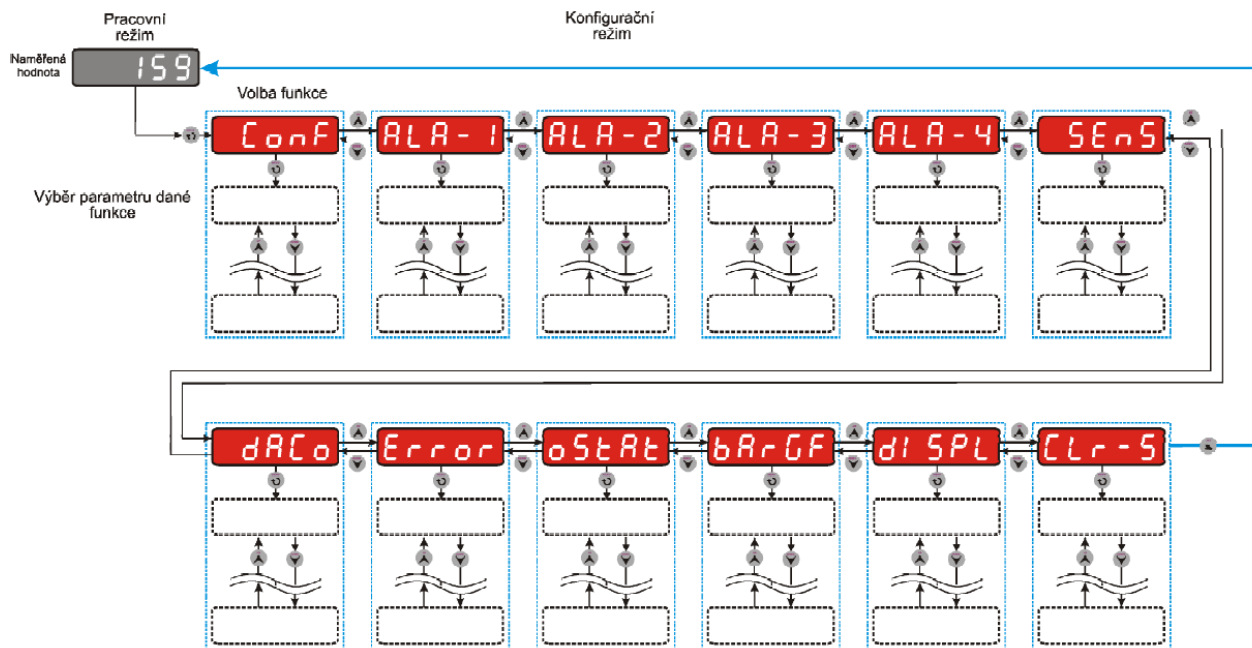 Pracovní
režim
Konfigurační
režim
Naměřená
hodnota
159
Volba funkce
ConF
ALA-1
ALA-2
ALA-3
ALA-4
SEnS
Výběr parametru dané
funkce
dACo
Error
oStAt
bArGF
dISPL
CLr-S